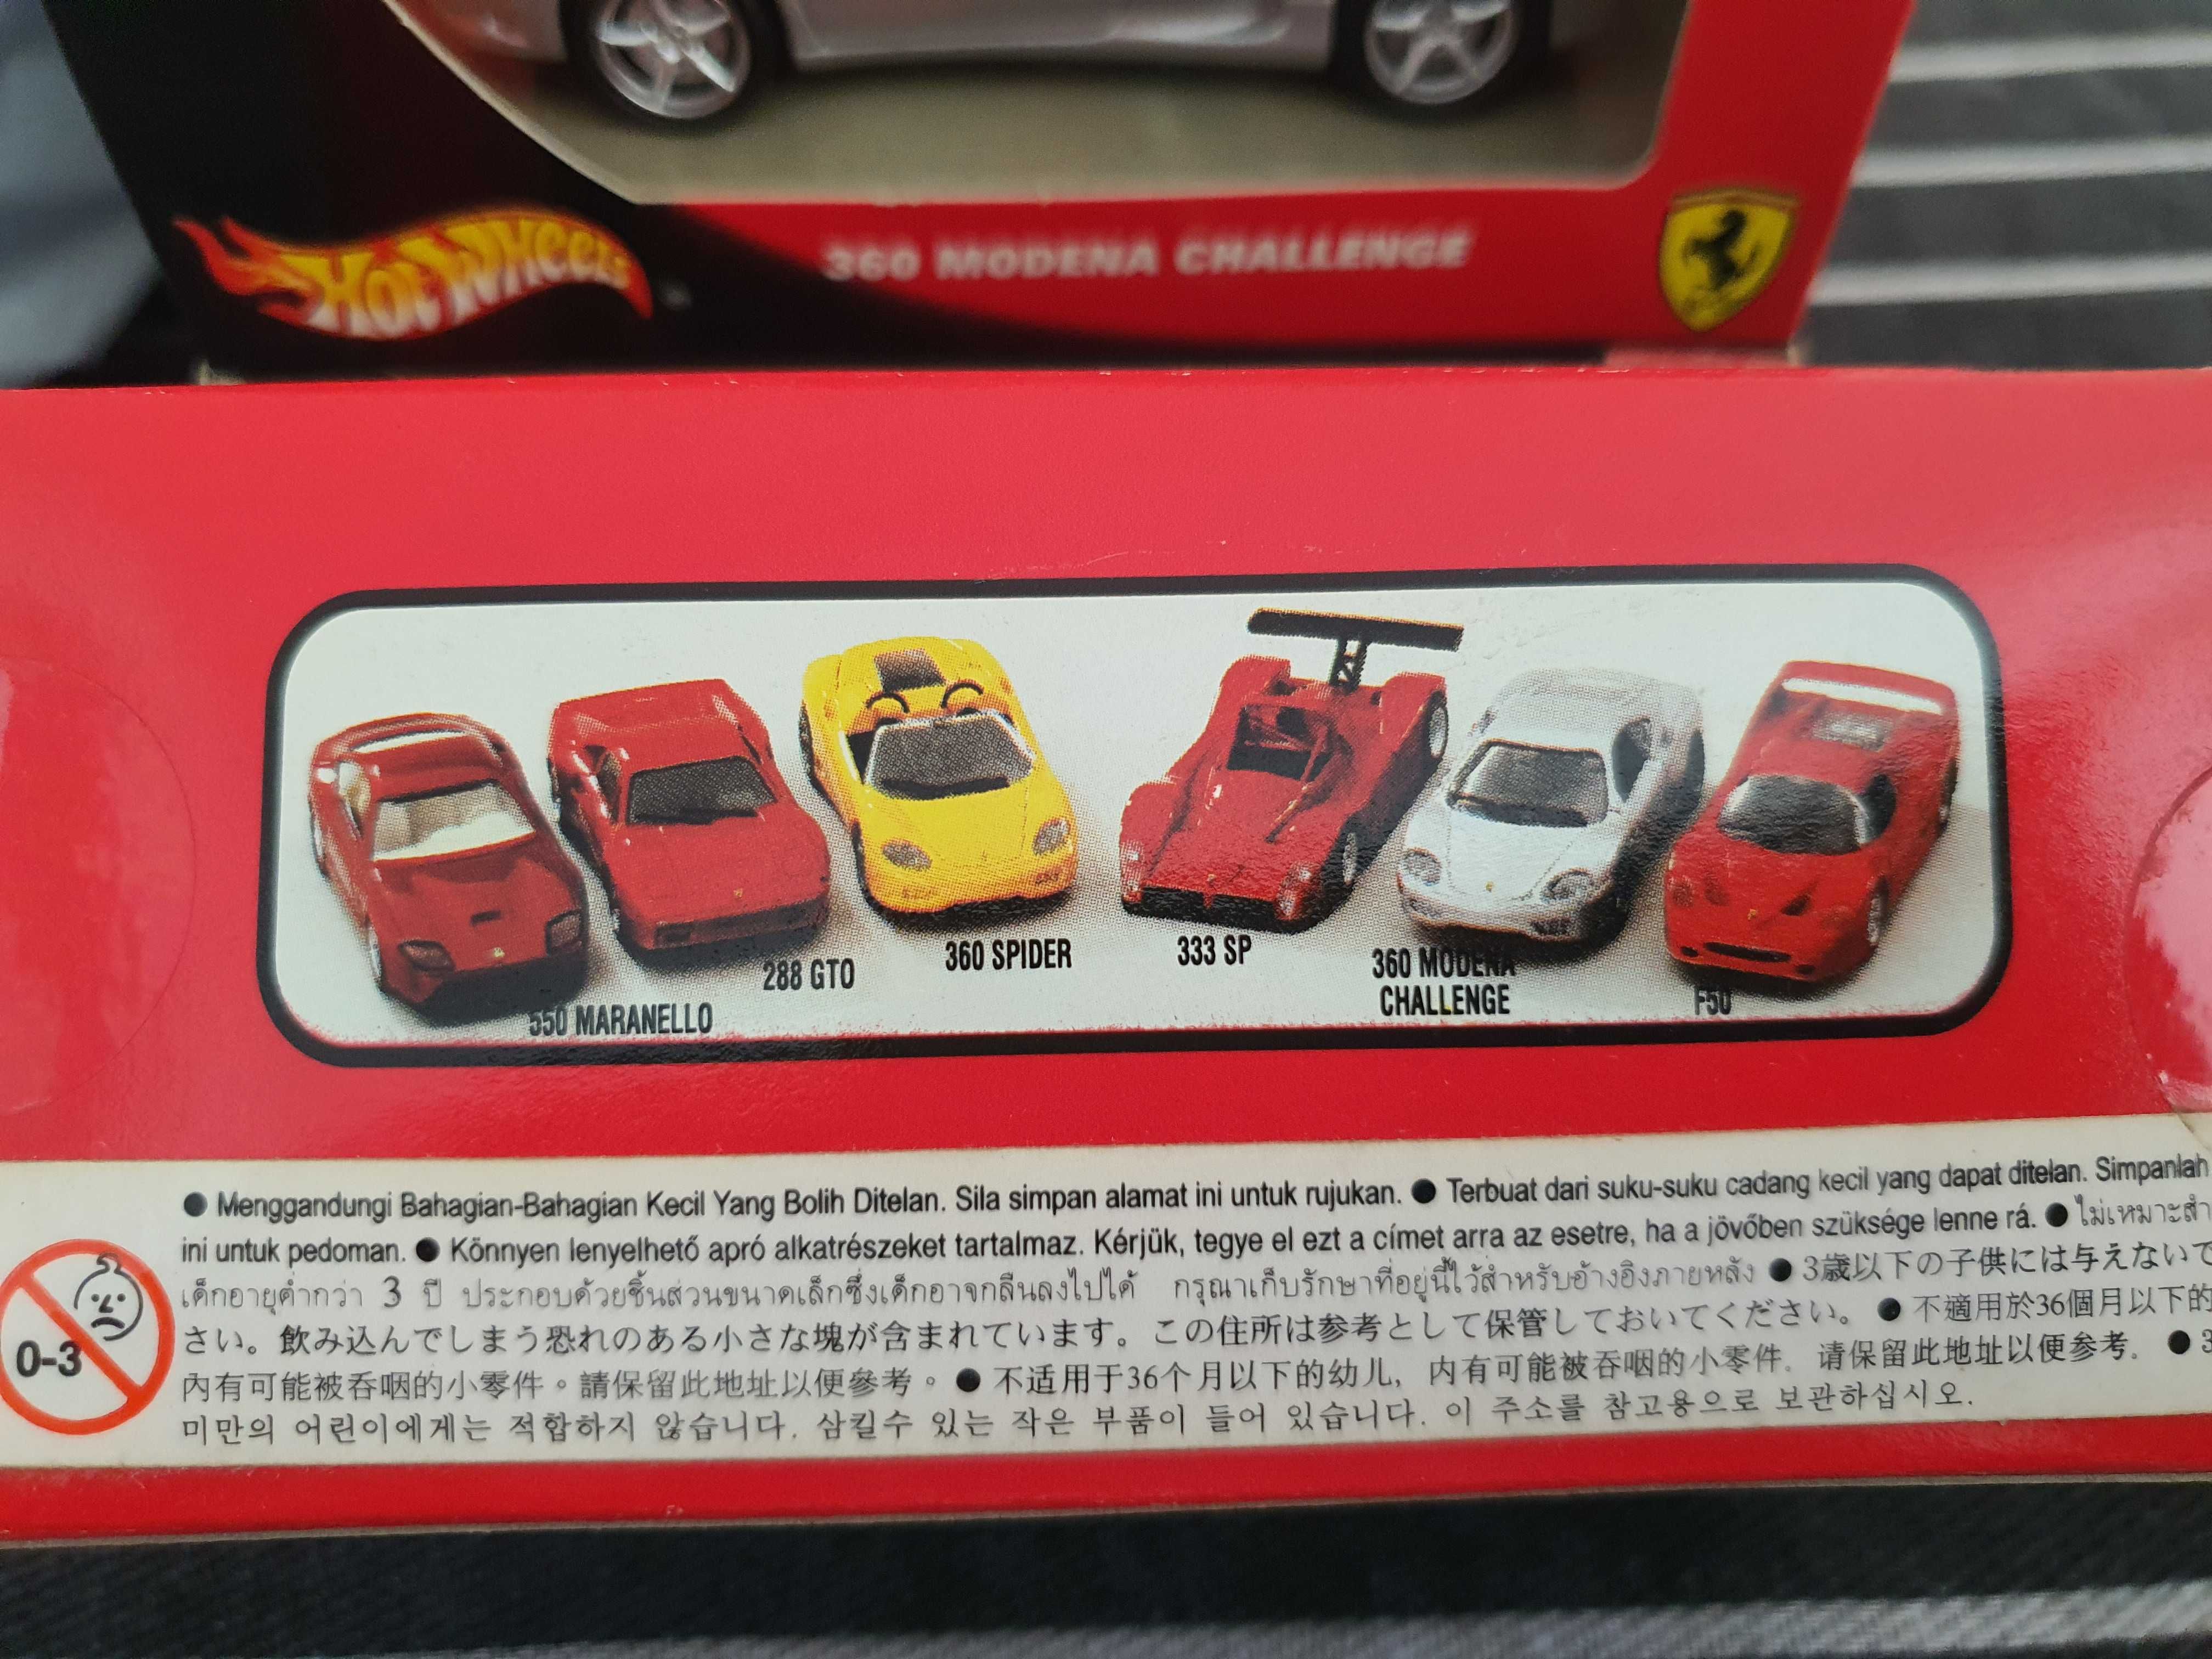 HOT WHEELS
360 MODENA CHALLENGE
550 MARANELLO
288 GTO
360 SPIDER
333 SP
360 MODENA
CHALLENGE
F50
● Menggandungi Bahagian-Bahagian Kecil Yang Bolih Ditelan. Sila simpan alamat ini untuk rujukan. ● Terbuat dari suku-suku cadang kecil yang dapat ditelan. Simpanlah
ini untuk pedoman. ● Könnyen lenyelhető apró alkatrészeket tartalmaz. Kérjük, tegye el ezt a címet arra az esetre, ha a jövőben szüksége lenne rá. ● ไม่เหมาะสำ
เด็กอายุต่ำกว่า 3 ปี ประกอบด้วยชิ้นส่วนขนาดเล็กซึ่งเด็กอาจกลืนลงไปได้ กรุณาเก็บรักษาที่อยู่นี้ไว้สำหรับอ้างอิงภายหลัง ● 3歳以下の子供には与えないで
さい。飲み込んでしまう恐れのある小さな塊が含まれています。この住所は参考として保管しておいてください。 ● 不適用於36個月以下的
內有可能被吞咽的小零件。請保留此地址以便參考。 ● 不适用于36个月以下的幼儿, 内有可能被吞咽的小零件. 请保留此地址以便参考. ● 3
미만의 어린이에게는 적합하지 않습니다. 삼킬수 있는 작은 부품이 들어 있습니다. 이 주소를 참고용으로 보관하십시오.
0-3